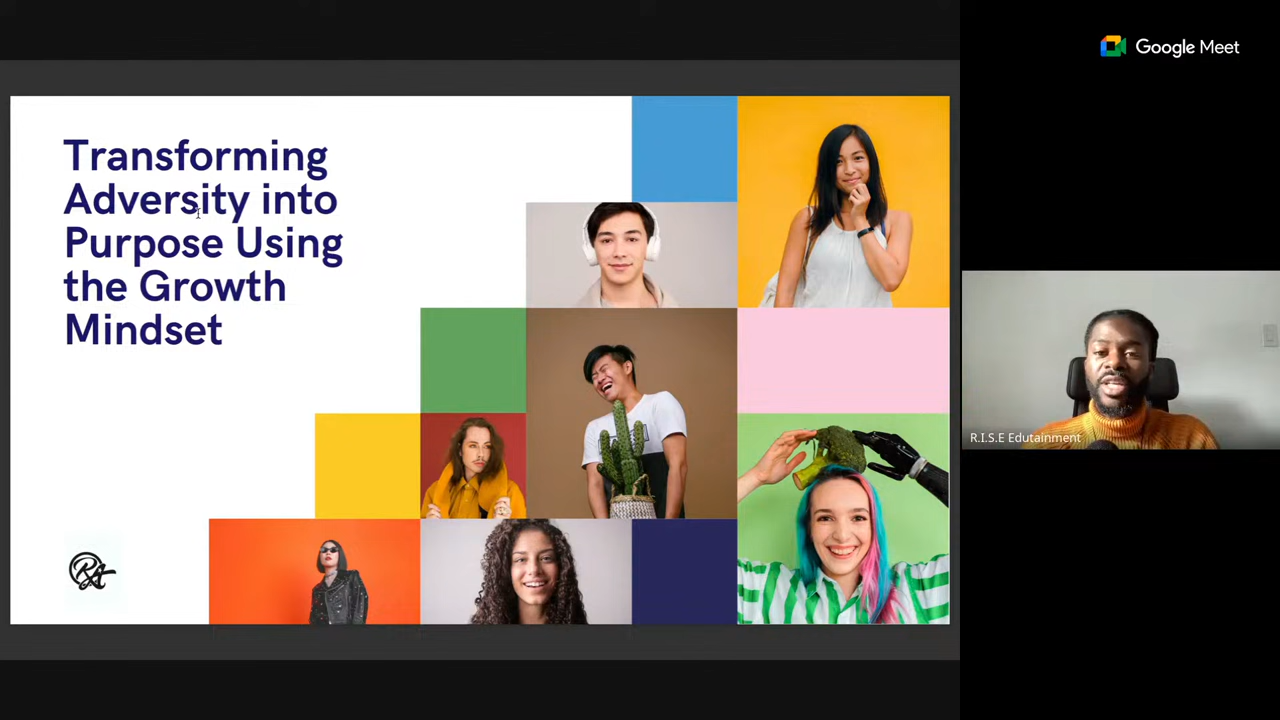 Transforming
Adversity into
Purpose Using
the Growth
Mindset
Google Meet
R.I.S.E Edutainment